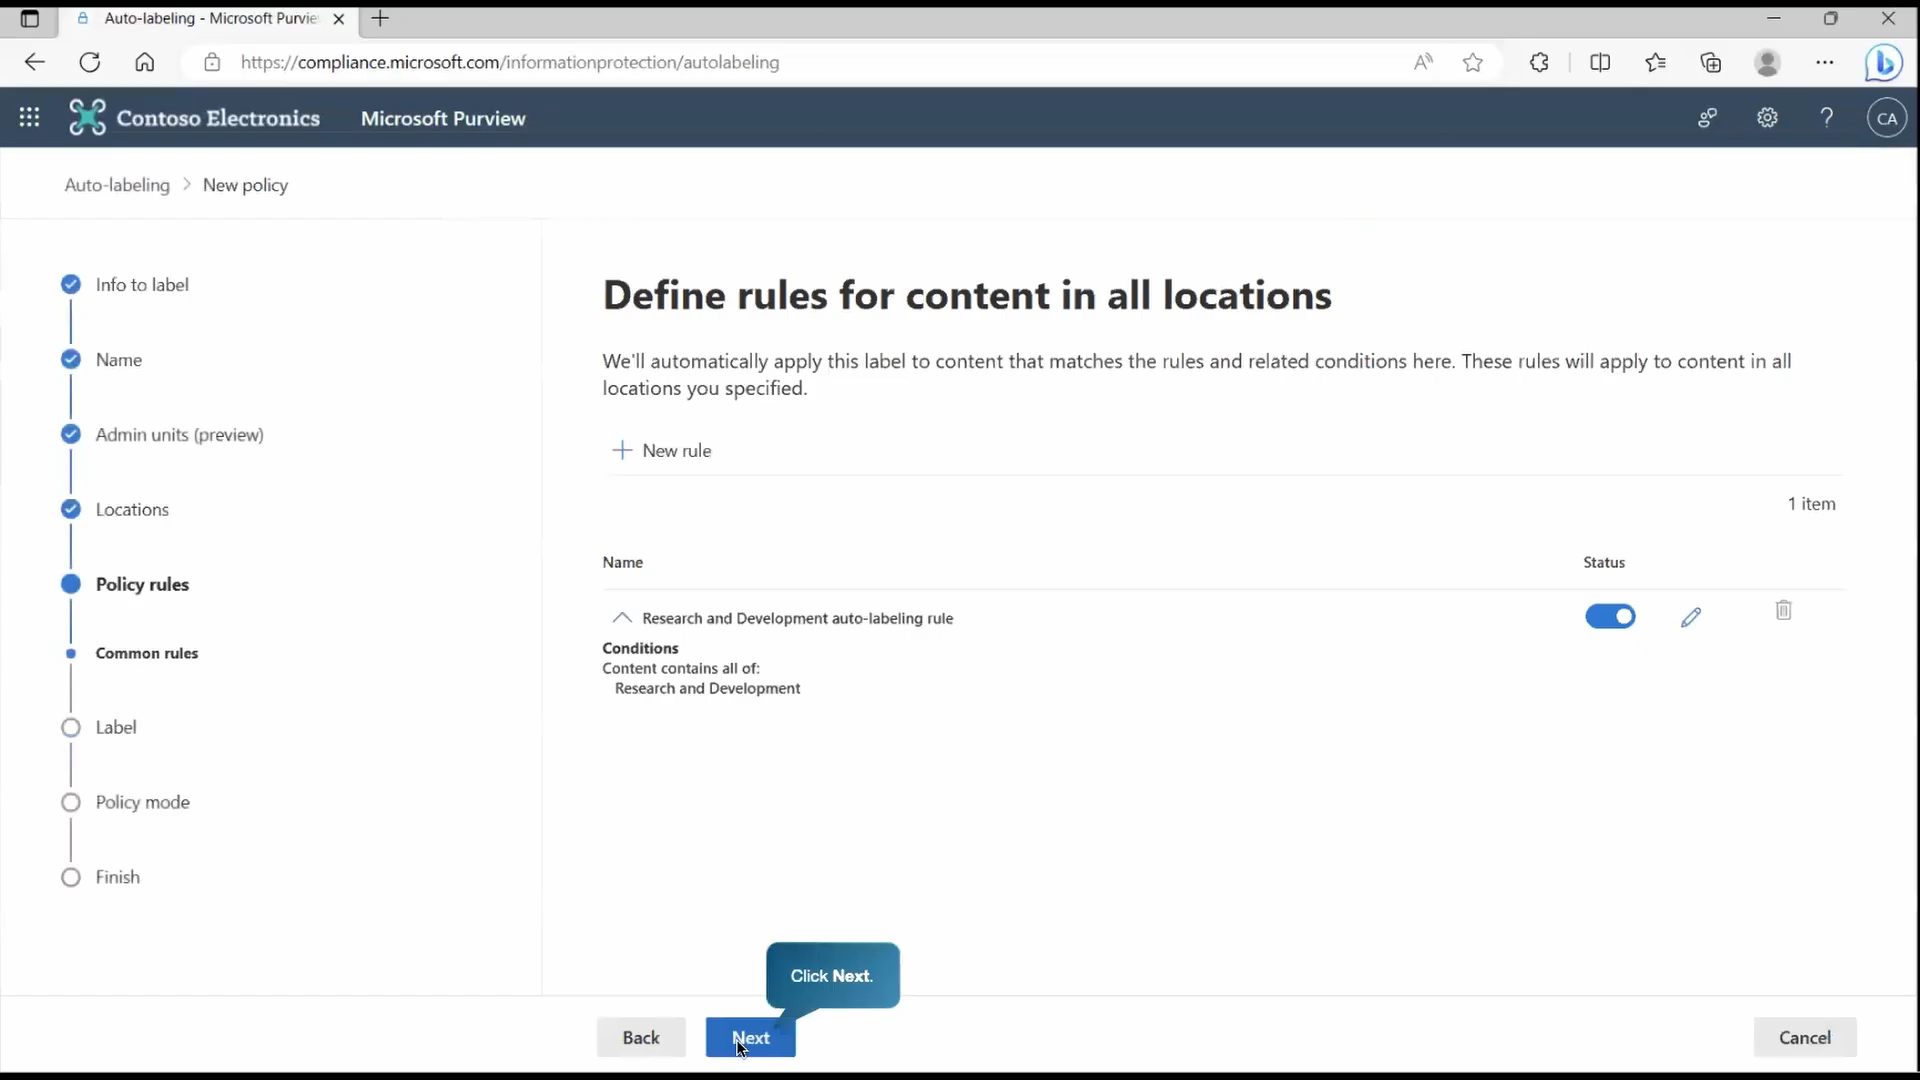 Auto-labeling - Microsoft Purvie
https://compliance.microsoft.com/informationprotection/autolabeling
Contoso Electronics
Microsoft Purview
CA
Auto-labeling > New policy
Info to label
Name
Admin units (preview)
Locations
Policy rules
Common rules
Label
Policy mode
Finish
Define rules for content in all locations
We'll automatically apply this label to content that matches the rules and related conditions here. These rules will apply to content in all
locations you specified.
New rule
1 item
Name
Status
Research and Development auto-labeling rule
Conditions
Content contains all of:
Research and Development
Click Next.
Back
Next
Cancel